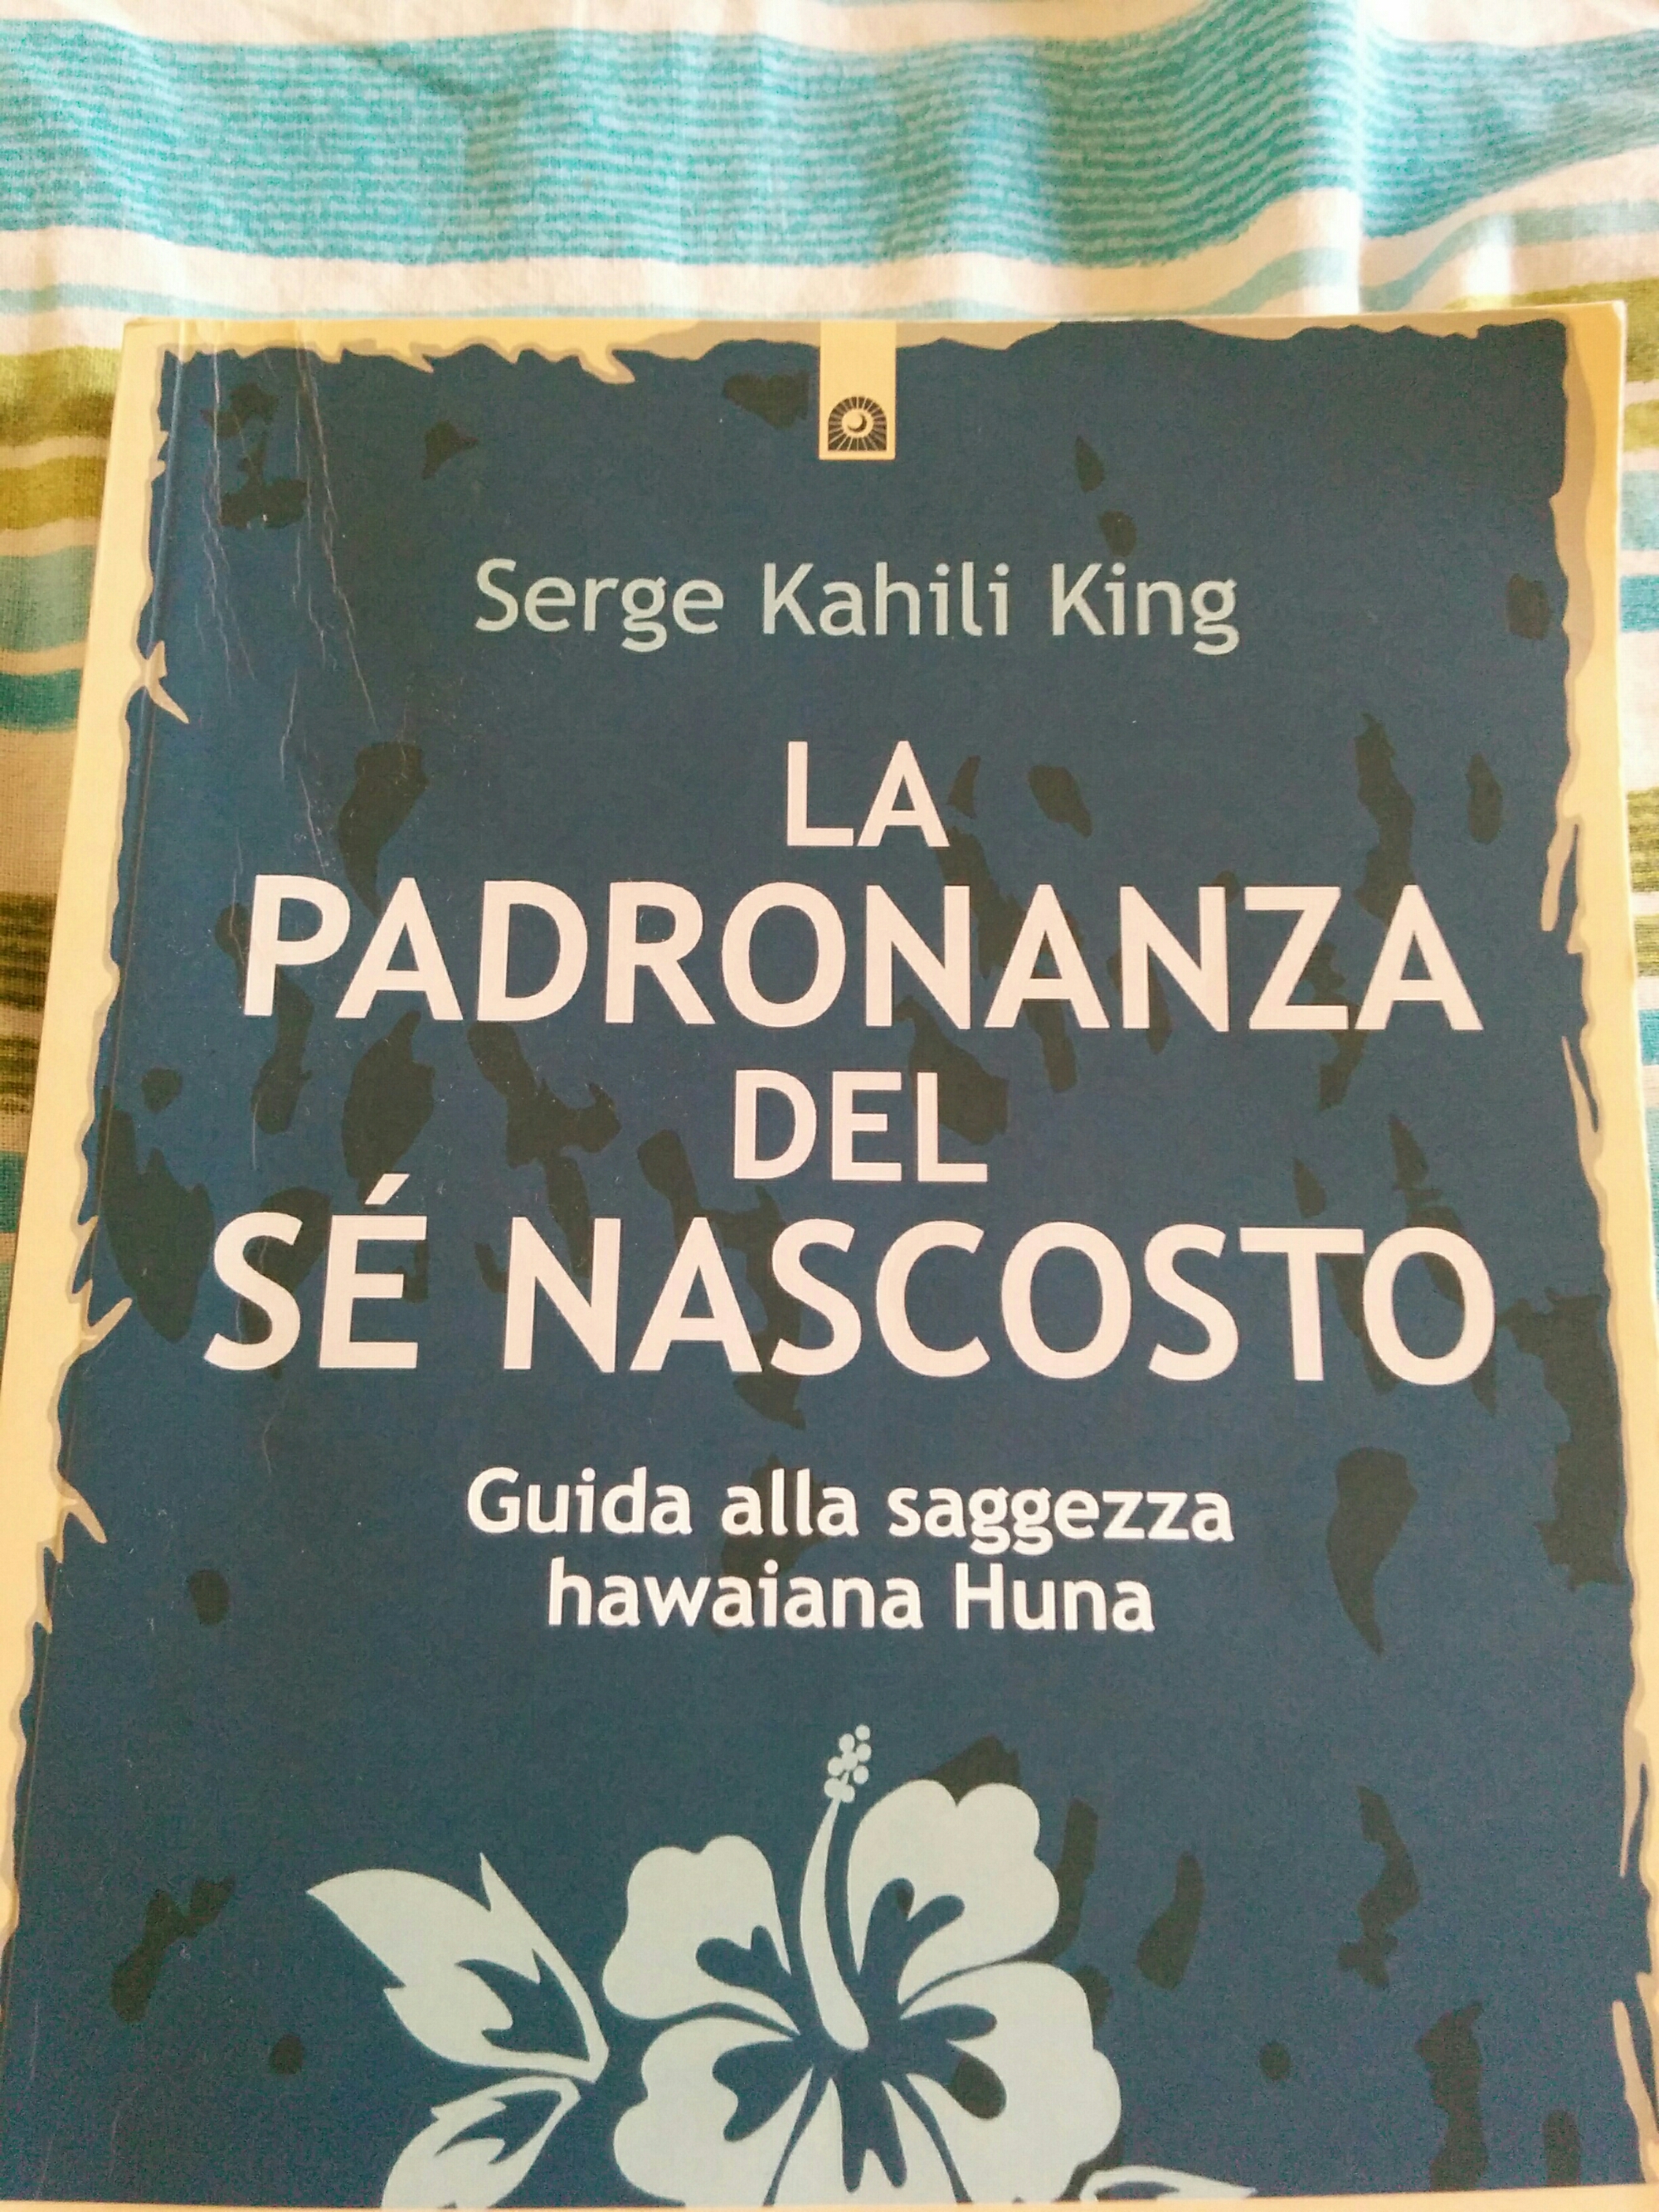 Serge Kahili King
LA
PADRONANZA
DEL
SÉ NASCOSTO
Guida alla saggezza
hawaiana Huna